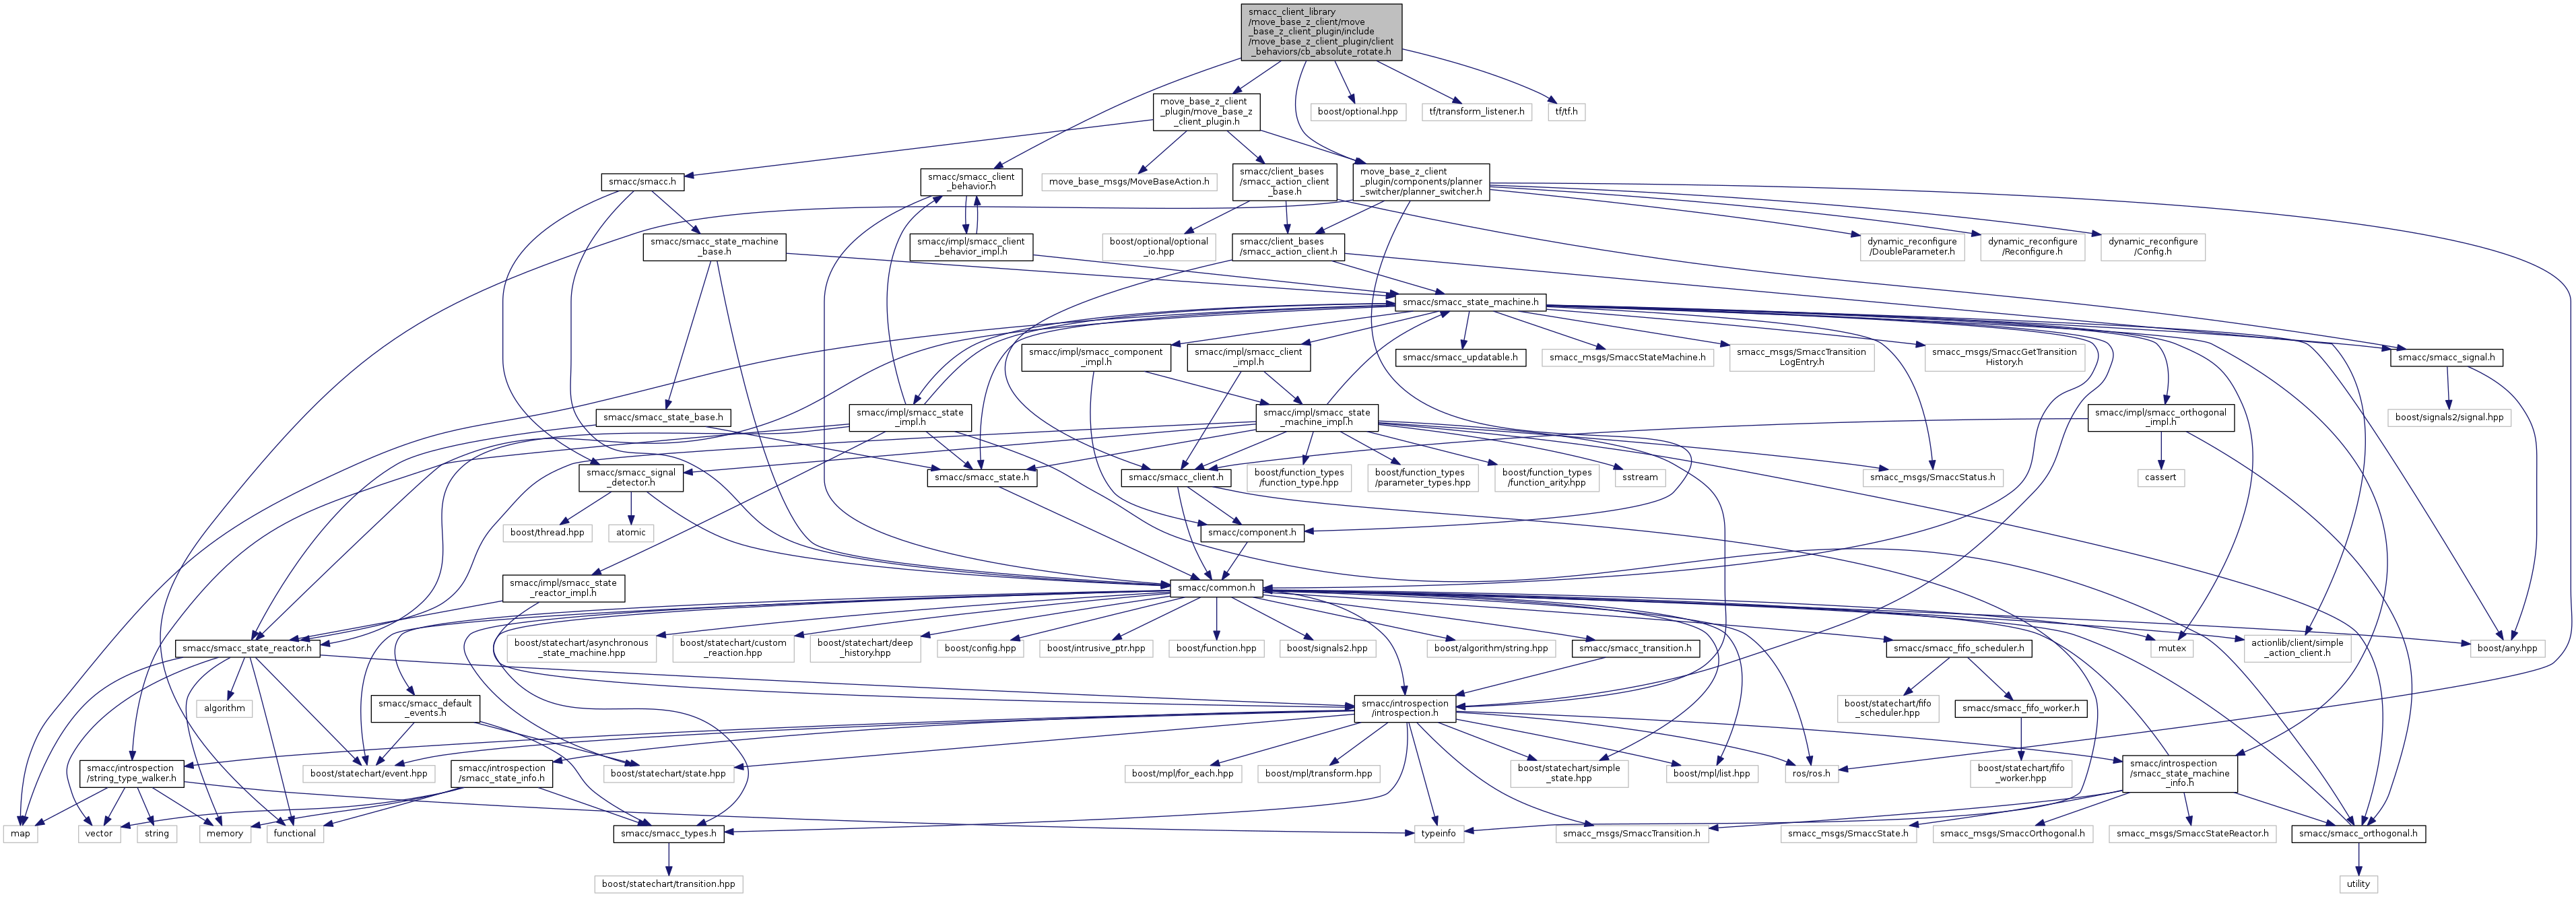 smacc_client_library
/move_base_z_client/move
_base_z_client_plugin/include
/move_base_z_client_plugin/client
_behaviors/cb_absolute_rotate.h
move_base_z_client
_plugin/move_base_z
_client_plugin.h
boost/optional.hpp
tf/transform_listener.h
tf/tf.h
smacc/smacc.h
smacc/smacc_client
_behavior.h
move_base_msgs/MoveBaseAction.h
smacc/client_bases
/smacc_action_client
_base.h
move_base_z_client
_plugin/components/planner
_switcher/planner_switcher.h
smacc/smacc_state_machine
_base.h
smacc/impl/smacc_client
_behavior_impl.h
boost/optional/optional
_io.hpp
smacc/client_bases
/smacc_action_client.h
dynamic_reconfigure
/DoubleParameter.h
dynamic_reconfigure
/Reconfigure.h
dynamic_reconfigure
/Config.h
smacc/smacc_state_machine.h
smacc/impl/smacc_component
_impl.h
smacc/impl/smacc_client
_impl.h
smacc/smacc_updatable.h
smacc_msgs/SmaccStateMachine.h
smacc_msgs/SmaccTransition
LogEntry.h
smacc_msgs/SmaccGetTransition
History.h
smacc/smacc_signal.h
smacc/smacc_state_base.h
smacc/impl/smacc_state
_impl.h
smacc/impl/smacc_state
_machine_impl.h
smacc/impl/smacc_orthogonal
_impl.h
boost/signals2/signal.hpp
smacc/smacc_signal
_detector.h
smacc/smacc_state.h
smacc/smacc_client.h
boost/function_types
/function_type.hpp
boost/function_types
/parameter_types.hpp
boost/function_types
/function_arity.hpp
sstream
smacc_msgs/SmaccStatus.h
cassert
boost/thread.hpp
atomic
smacc/component.h
smacc/impl/smacc_state
_reactor_impl.h
smacc/common.h
smacc/smacc_state_reactor.h
boost/statechart/asynchronous
_state_machine.hpp
boost/statechart/custom
_reaction.hpp
boost/statechart/deep
_history.hpp
boost/config.hpp
boost/intrusive_ptr.hpp
boost/function.hpp
boost/signals2.hpp
boost/algorithm/string.hpp
smacc/smacc_transition.h
smacc/smacc_fifo_scheduler.h
mutex
actionlib/client/simple
_action_client.h
boost/any.hpp
algorithm
smacc/smacc_default
_events.h
smacc/introspection
/introspection.h
boost/statechart/fifo
_scheduler.hpp
smacc/smacc_fifo_worker.h
smacc/introspection
/string_type_walker.h
boost/statechart/event.hpp
smacc/introspection
/smacc_state_info.h
boost/statechart/state.hpp
boost/mpl/for_each.hpp
boost/mpl/transform.hpp
boost/statechart/simple
_state.hpp
boost/mpl/list.hpp
ros/ros.h
boost/statechart/fifo
_worker.hpp
smacc/introspection
/smacc_state_machine
_info.h
map
vector
string
memory
functional
smacc/smacc_types.h
typeinfo
smacc_msgs/SmaccTransition.h
smacc_msgs/SmaccState.h
smacc_msgs/SmaccOrthogonal.h
smacc_msgs/SmaccStateReactor.h
smacc/smacc_orthogonal.h
boost/statechart/transition.hpp
utility